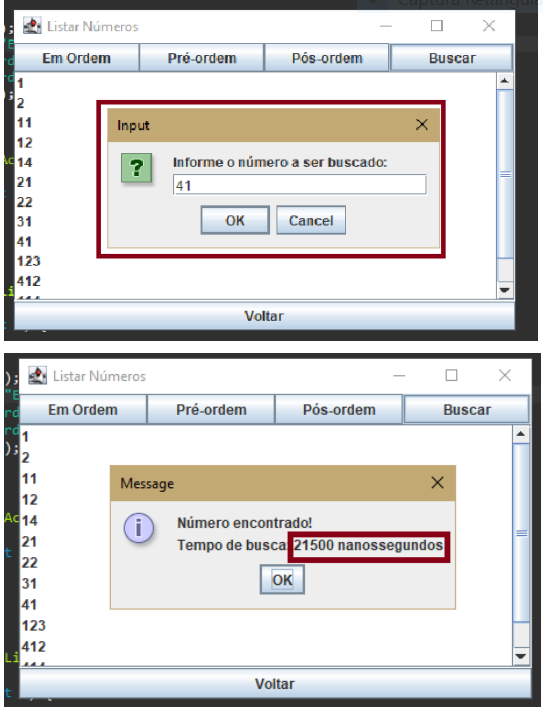 Captura Retangula
Listar Números
Em Ordem Pré-ordem Pós-ordem Buscar
1
2
11
12
14
21
22
31
41
123
412
Input
Informe o número a ser buscado:
41
OK Cancel
Voltar
Listar Números
Em Ordem Pré-ordem Pós-ordem Buscar
1
2
11
12
14
21
22
31
41
123
412
Message
Número encontrado!
Tempo de busca: 21500 nanossegundos
OK
Voltar